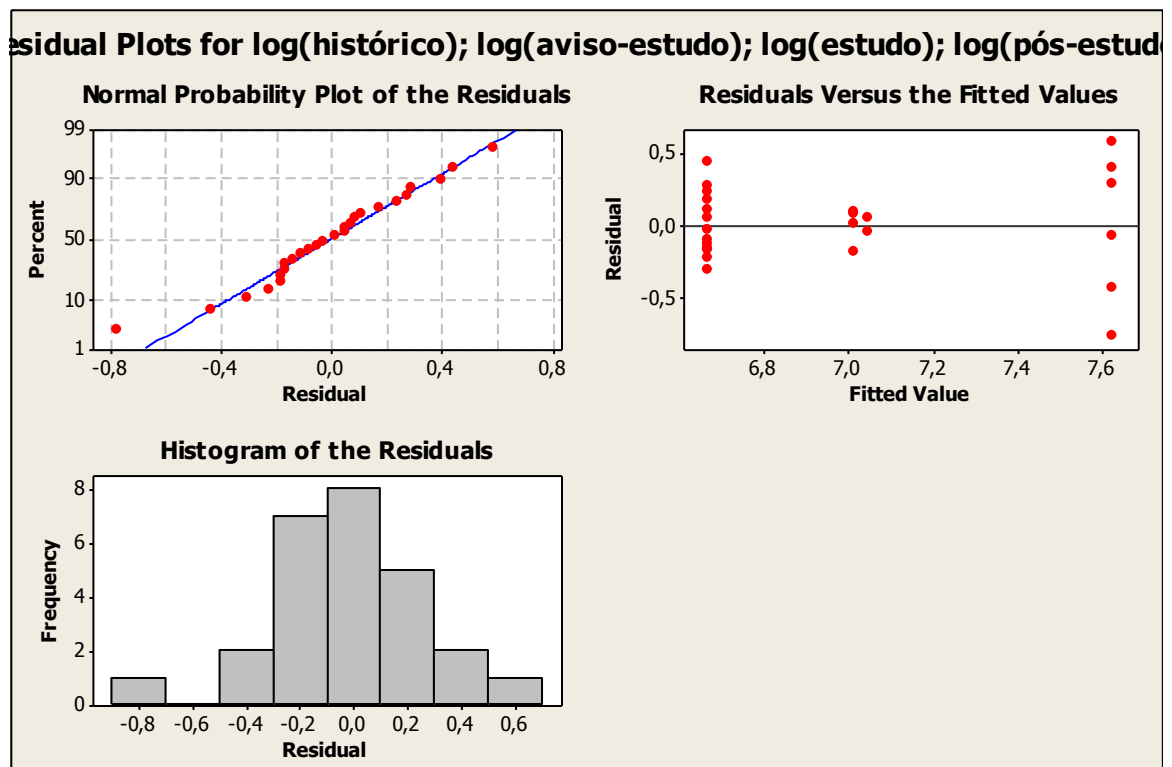 esidual Plots for log(histórico); log(aviso-estudo); log(estudo); log(pós-estud
Normal Probability Plot of the Residuals
99
90
50
10
1
Percent
-0,8 -0,4 0,0 0,4 0,8
Residual
Residuals Versus the Fitted Values
0,5
0,0
-0,5
Residual
6,8 7,0 7,2 7,4 7,6
Fitted Value
Histogram of the Residuals
8
6
4
2
0
Frequency
-0,8 -0,6 -0,4 -0,2 0,0 0,2 0,4 0,6
Residual